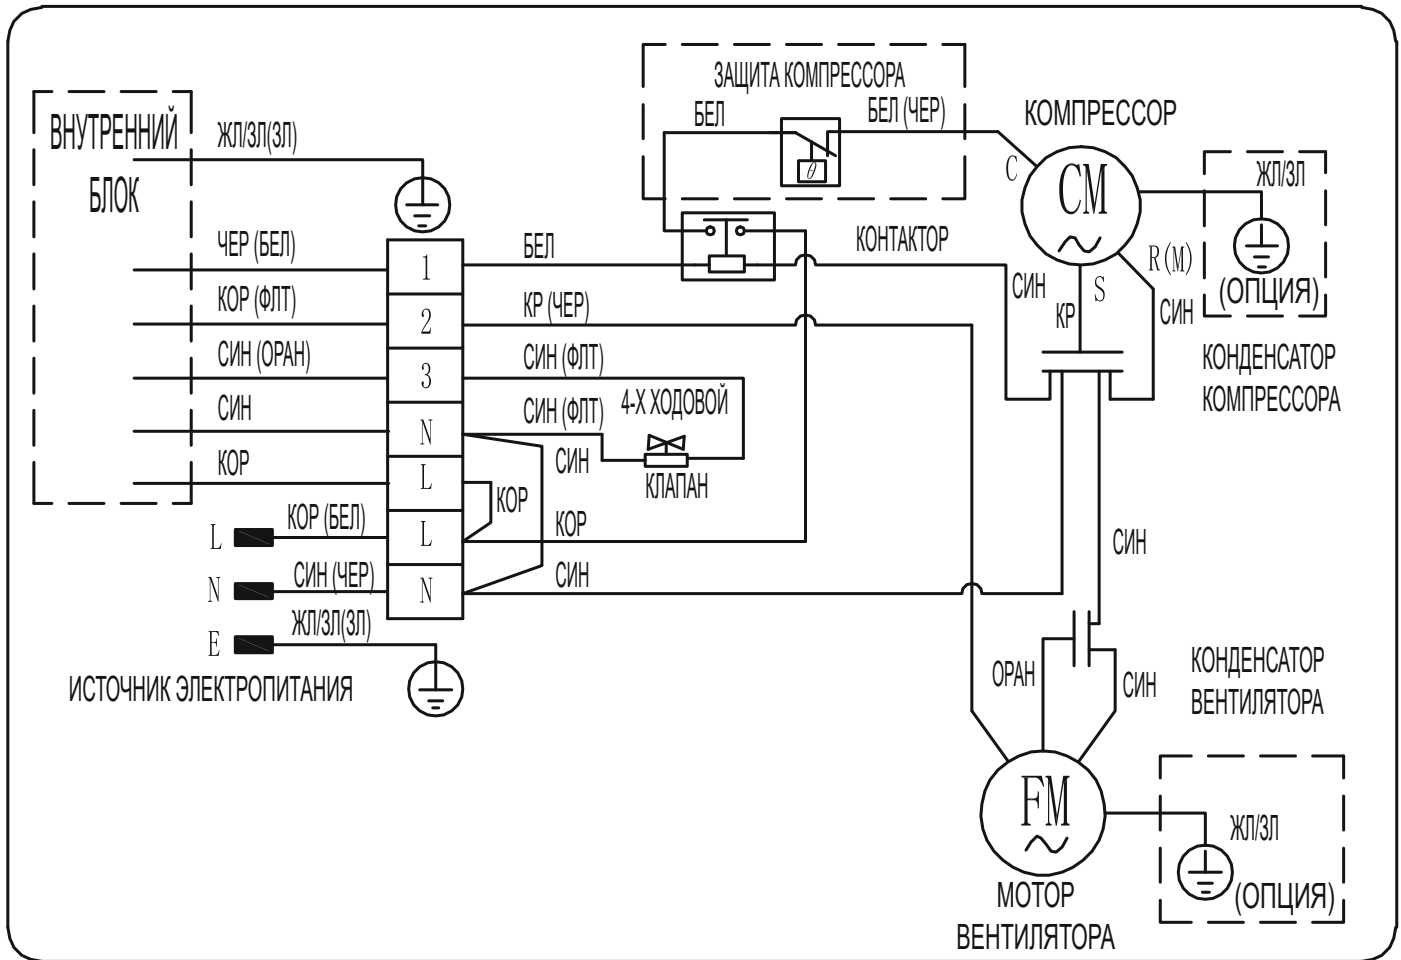 ЗАЩИТА КОМПРЕССОРА
БЕЛ
БЕЛ (ЧЕР)
θ
КОМПРЕССОР
C
CM
R(M)
S
ЖЛ/ЗЛ
(ОПЦИЯ)
ВНУТРЕННИЙ
БЛОК
ЖЛ/ЗЛ(ЗЛ)
ЧЕР (БЕЛ)
КОР (ФЛТ)
СИН (ОРАН)
СИН
КОР
1
2
3
N
L
L
N
БЕЛ
КОНТАКТОР
КР (ЧЕР)
СИН (ФЛТ)
СИН (ФЛТ)
4-Х ХОДОВОЙ
КЛАПАН
СИН
КОР
КОР
СИН
СИН
КР
СИН
КОНДЕНСАТОР
КОМПРЕССОРА
L
КОР (БЕЛ)
N
СИН (ЧЕР)
E
ЖЛ/ЗЛ(ЗЛ)
ИСТОЧНИК ЭЛЕКТРОПИТАНИЯ
СИН
ОРАН
СИН
КОНДЕНСАТОР
ВЕНТИЛЯТОРА
FM
МОТОР
ВЕНТИЛЯТОРА
ЖЛ/ЗЛ
(ОПЦИЯ)